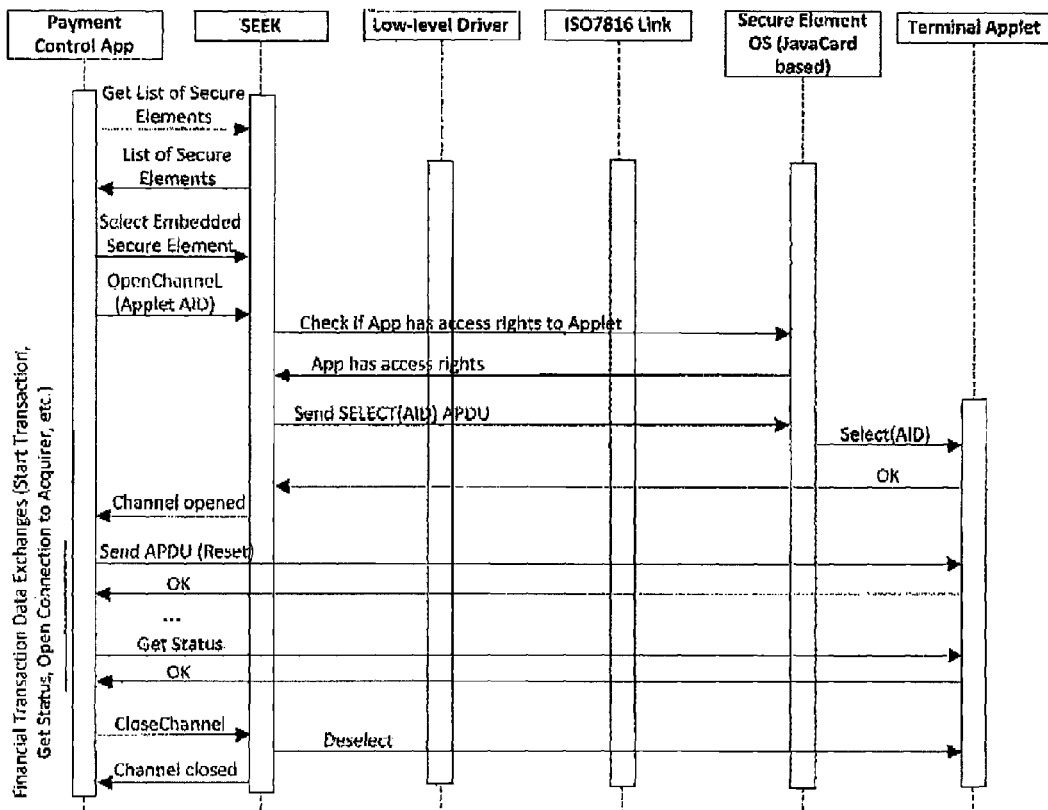 Payment
Control App
SEEK
Low-level Driver
ISO7816 Link
Secure Element
OS (JavaCard
based)
Terminal Applet
Get List of Secure
Elements
List of Secure
Elements
Select Embedded
Secure Element
OpenChannel
(Applet AID)
Check if App has access rights to Applet
App has access rights
Send SELECT(AID) APDU
Select(AID)
OK
Channel opened
Send APDU (Reset)
OK
...
Get Status
OK
CloseChannel
Deselect
Channel closed
Financial Transaction Data Exchanges (Start Transaction,
Get Status, Open Connection to Acquirer, etc.)